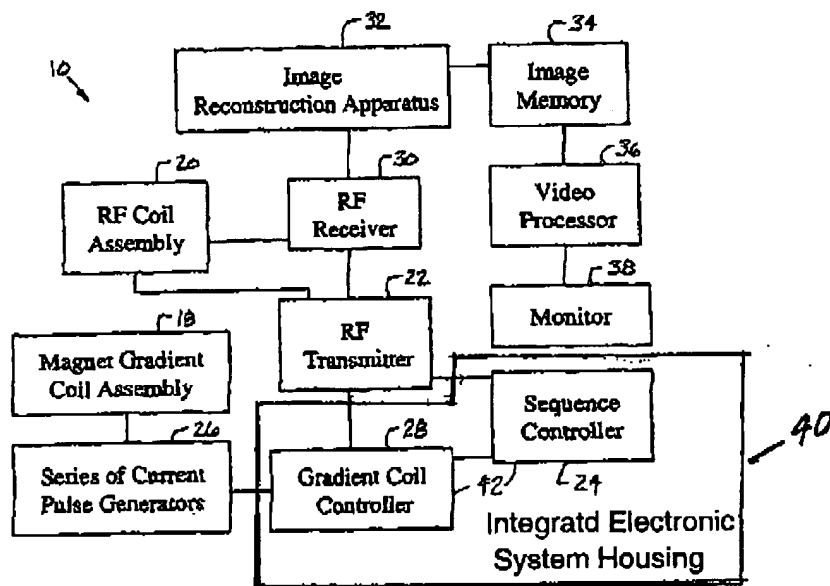 32
34
10
Image
Reconstruction Apparatus
Image
Memory
20
30
36
RF Coil
Assembly
RF
Receiver
Video
Processor
22
38
18
RF
Transmitter
Monitor
Magnet Gradient
Coil Assembly
Sequence
Controller
40
26
28
Series of Current
Pulse Generators
Gradient Coil
Controller
42
24
Integratd Electronic
System Housing